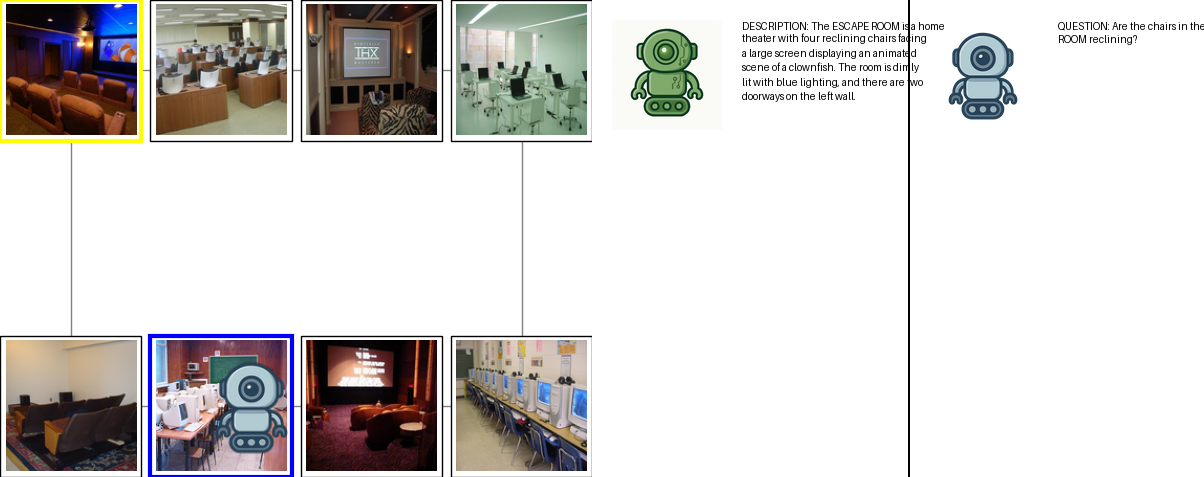 THX
DESCRIPTION: The ESCAPE ROOM is a home
theater with four reclining chairs facing
a large screen displaying an animated
scene of a clownfish. The room is dimly
lit with blue lighting, and there are two
doorways on the left wall.
QUESTION: Are the chairs in the
ROOM reclining?